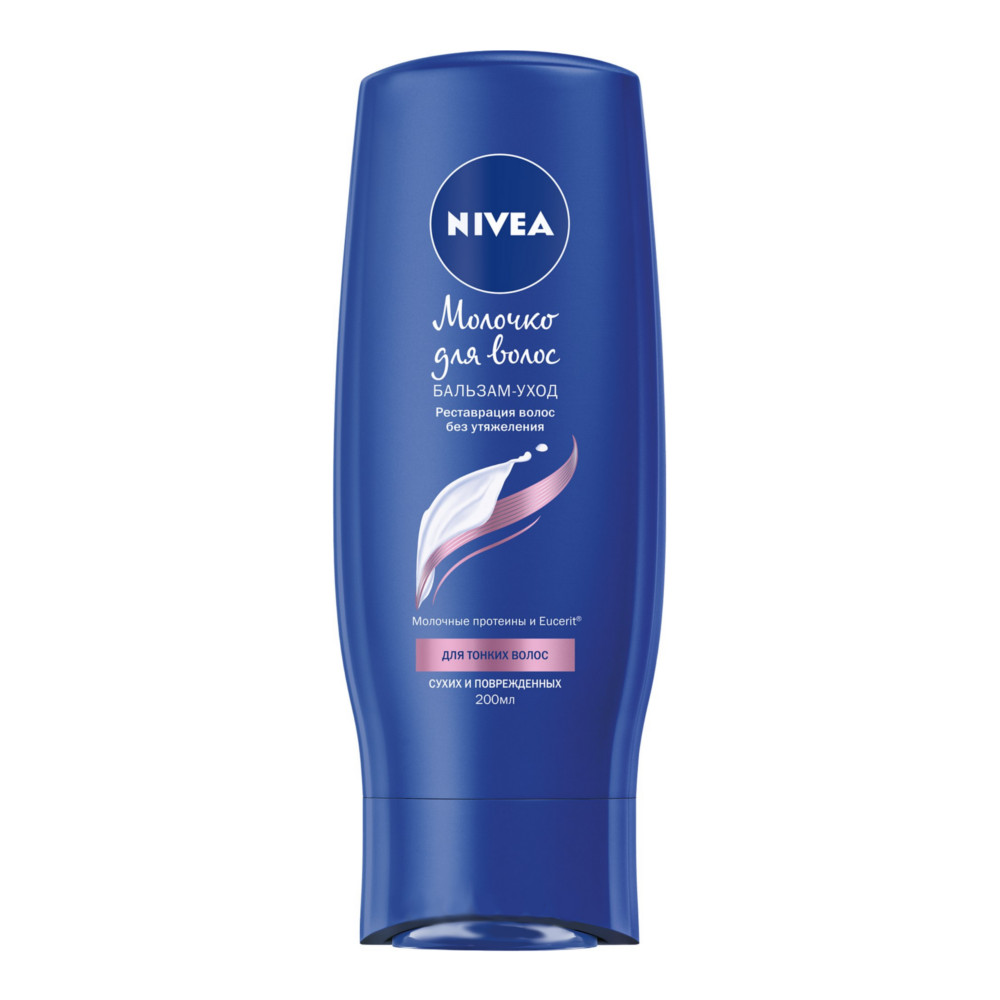 NIVEA
Молочко
для волос
БАЛЬЗАМ-УХОД
Реставрация волос
без утяжеления
Молочные протеины и Eucerit®
ДЛЯ ТОНКИХ ВОЛОС
СУХИХ И ПОВРЕЖДЕННЫХ
200мл